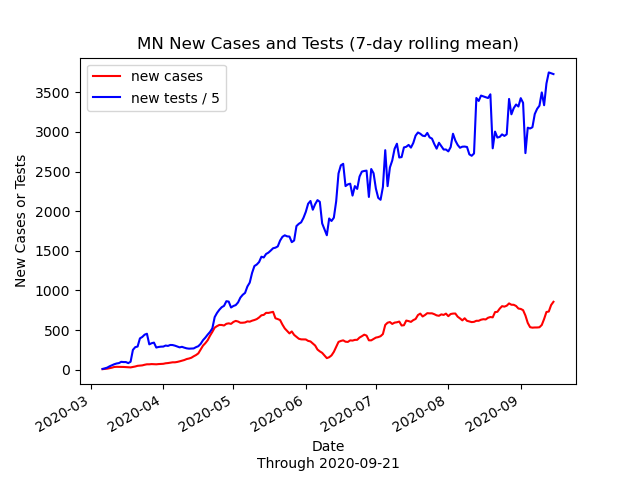 MN New Cases and Tests (7-day rolling mean)
new cases
new tests / 5
New Cases or Tests
3500
3000
2500
2000
1500
1000
500
0
2020-03
2020-04
2020-05
2020-06
2020-07
2020-08
2020-09
Date
Through 2020-09-21